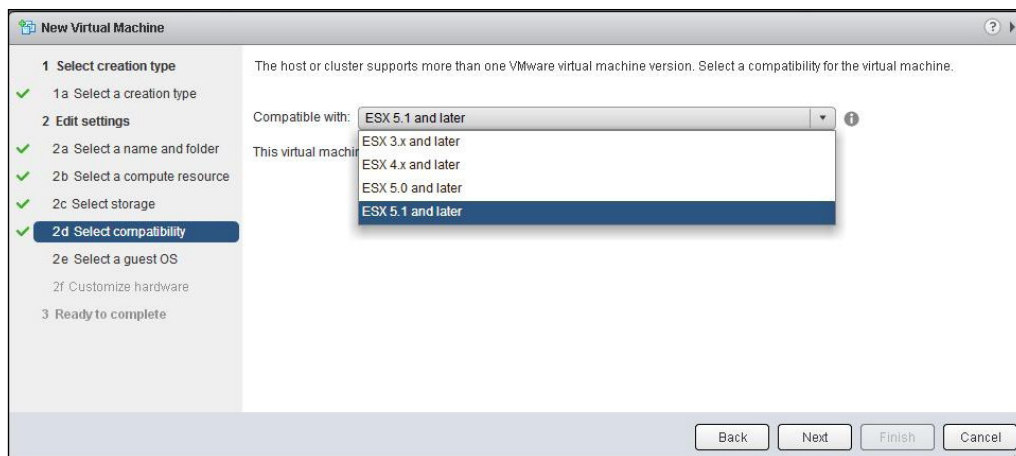 New Virtual Machine
?
1 Select creation type
1a Select a creation type
2 Edit settings
2a Select a name and folder
2b Select a compute resource
2c Select storage
2d Select compatibility
2e Select a guest OS
2f Customize hardware
3 Ready to complete
The host or cluster supports more than one VMware virtual machine version. Select a compatibility for the virtual machine.
Compatible with: ESX 5.1 and later
This virtual machin
ESX 3.x and later
ESX 4.x and later
ESX 5.0 and later
ESX 5.1 and later
Back Next Finish Cancel